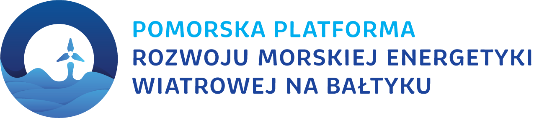 POMORSKA PLATFORMA
ROZWOJU MORSKIEJ ENERGETYKI
WIATROWEJ NA BAŁTYKU